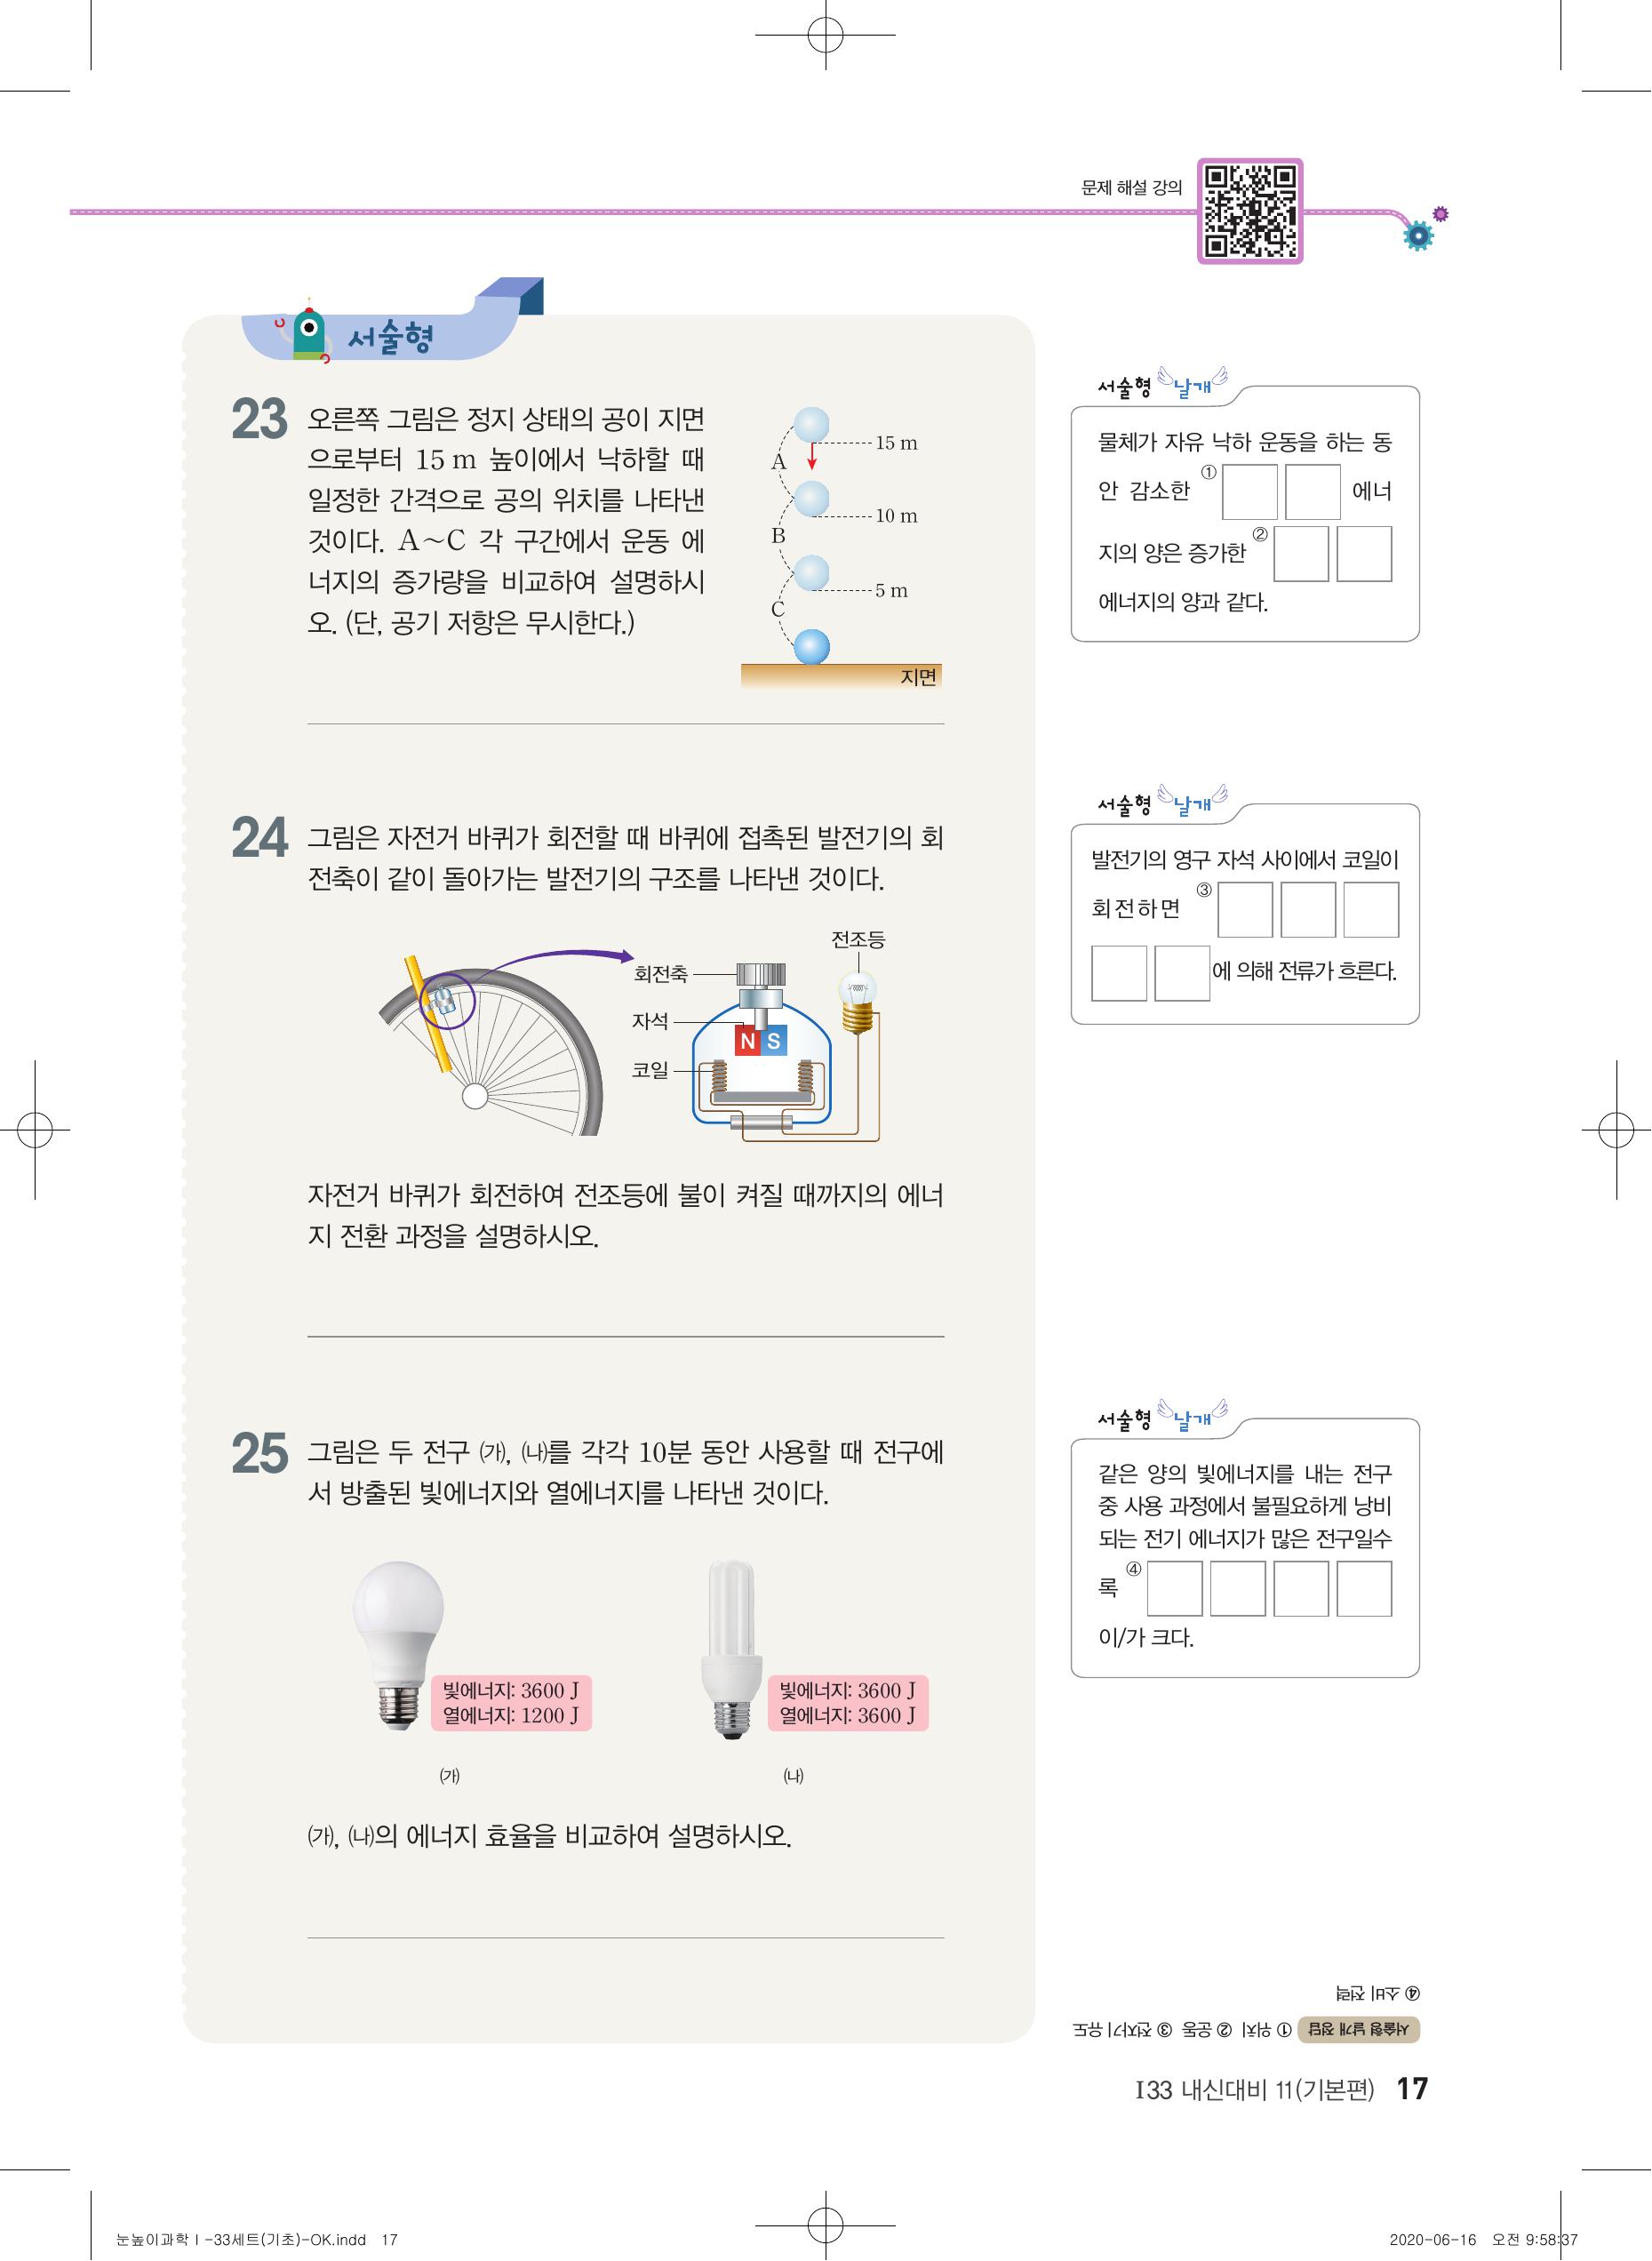 문제 해설 강의
서술형
23 오른쪽 그림은 정지 상태의 공이 지면
으로부터 15 m 높이에서 낙하할 때
일정한 간격으로 공의 위치를 나타낸
것이다. A~C 각 구간에서 운동 에
너지의 증가량을 비교하여 설명하시
오. (단, 공기 저항은 무시한다.)
A
15 m
B
10 m
C
5 m
지면
서술형 날개
물체가 자유 낙하 운동을 하는 동
안 감소한 ① 에너
지의 양은 증가한 ②
에너지의 양과 같다.
24 그림은 자전거 바퀴가 회전할 때 바퀴에 접촉된 발전기의 회
전축이 같이 돌아가는 발전기의 구조를 나타낸 것이다.
전조등
회전축
자석
N S
코일
자전거 바퀴가 회전하여 전조등에 불이 켜질 때까지의 에너
지 전환 과정을 설명하시오.
서술형 날개
발전기의 영구 자석 사이에서 코일이
회전하면 ③
에 의해 전류가 흐른다.
25 그림은 두 전구 ㈎, ㈏를 각각 10분 동안 사용할 때 전구에
서 방출된 빛에너지와 열에너지를 나타낸 것이다.
빛에너지: 3600 J
열에너지: 1200 J
㈎
빛에너지: 3600 J
열에너지: 3600 J
㈏
㈎, ㈏의 에너지 효율을 비교하여 설명하시오.
서술형 날개
같은 양의 빛에너지를 내는 전구
중 사용 과정에서 불필요하게 낭비
되는 전기 에너지가 많은 전구일수
록 ④
이/가 크다.
서술형 날개 정답 ① 위치 ② 운동 ③ 전자기 유도
④ 소비 전력
I33 내신대비 11(기본편) 17
눈높이과학 I -33세트(기초)-OK.indd 17
2020-06-16 오전 9:58:37